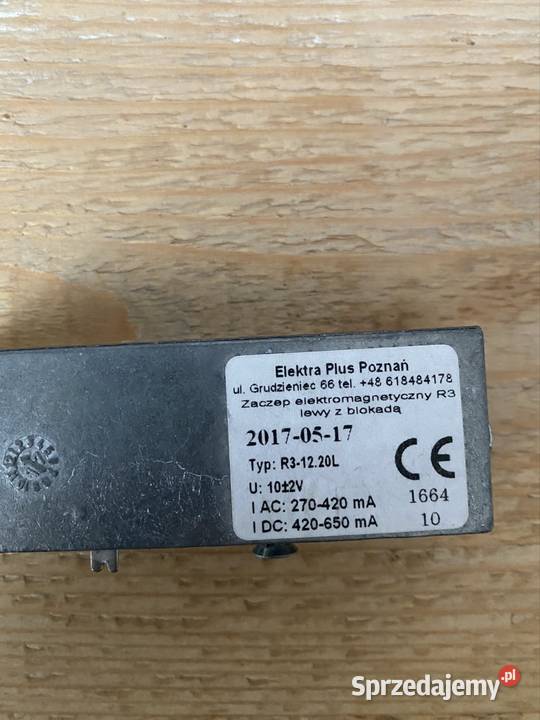 Elektra Plus Poznań
ul. Grudzieniec 66 tel. +48 618484178
Zaczep elektromagnetyczny R3
lewy z blokadą
2017-05-17
Typ: R3-12.20L
U: 10±2V
I AC: 270-420 mA
I DC: 420-650 mA
CE
1664
10
Sprzedajemy.pl